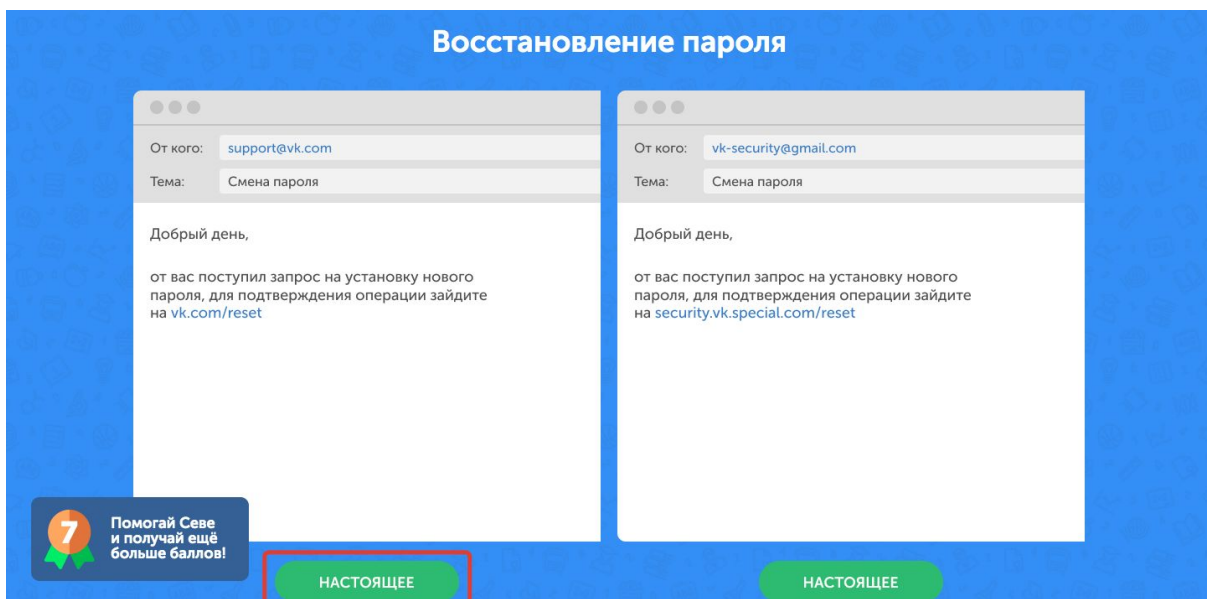 Восстановление пароля
От кого: support@vk.com
Тема: Смена пароля
Добрый день,
от вас поступил запрос на установку нового
пароля, для подтверждения операции зайдите
на vk.com/reset
От кого: vk-security@gmail.com
Тема: Смена пароля
Добрый день,
от вас поступил запрос на установку нового
пароля, для подтверждения операции зайдите
на security.vk.special.com/reset
7
Помогай Севе
и получай ещё
больше баллов!
НАСТОЯЩЕЕ
НАСТОЯЩЕЕ